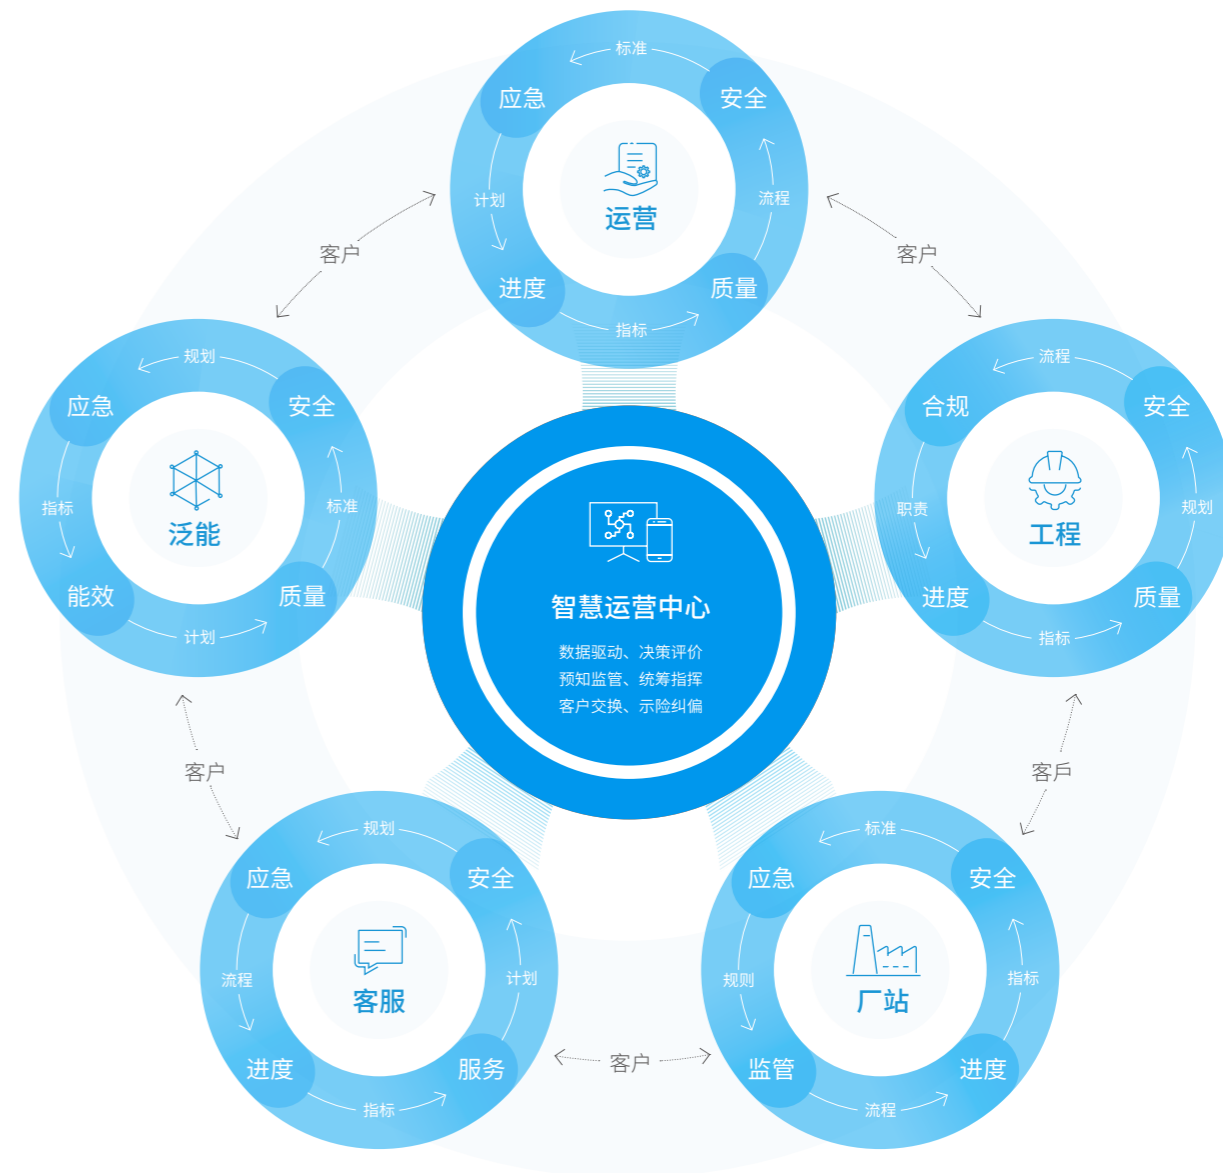 标准
应急
安全
计划
流程
运营
进度
质量
指标
客户
客户
规划
应急
安全
指标
标准
泛能
能效
质量
计划
流程
合规
安全
职责
规划
工程
进度
质量
指标
智慧运营中心
数据驱动、决策评价
预知监管、统筹指挥
客户交换、示险纠偏
客户
客戶
规划
应急
安全
流程
计划
客服
进度
服务
指标
标准
应急
安全
规则
指标
厂站
监管
进度
流程
客户